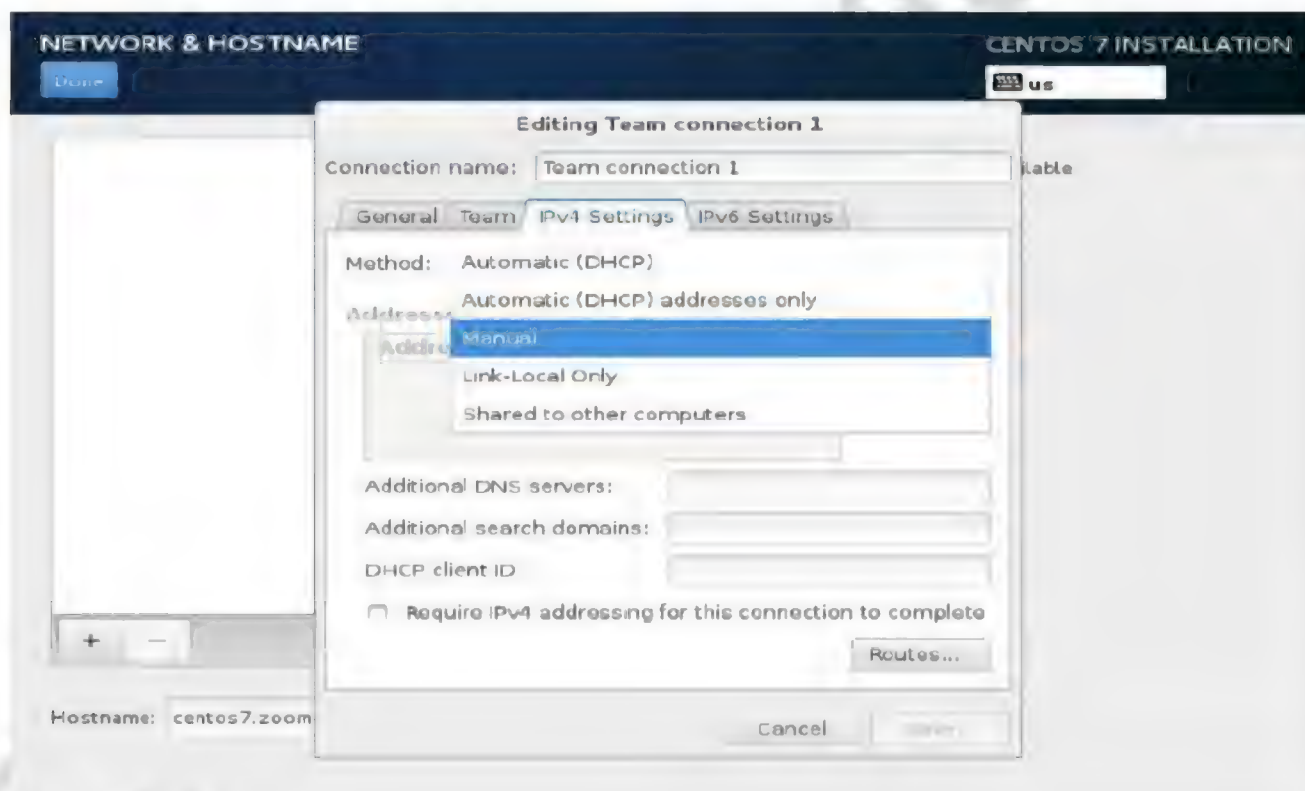 NETWORK & HOSTNAME
CENTOS 7 INSTALLATION
Done
us
Editing Team connection 1
Connection name: Team connection 1
ilable
General Team IPv4 Settings IPv6 Settings
Method: Automatic (DHCP)
Automatic (DHCP) addresses only
Addresse
Manual
Addre
Link-Local Only
Shared to other computers
Additional DNS servers:
Additional search domains:
DHCP client ID
Require IPv4 addressing for this connection to complete
+ −
Routes...
Hostname: centos7.zoom
Cancel